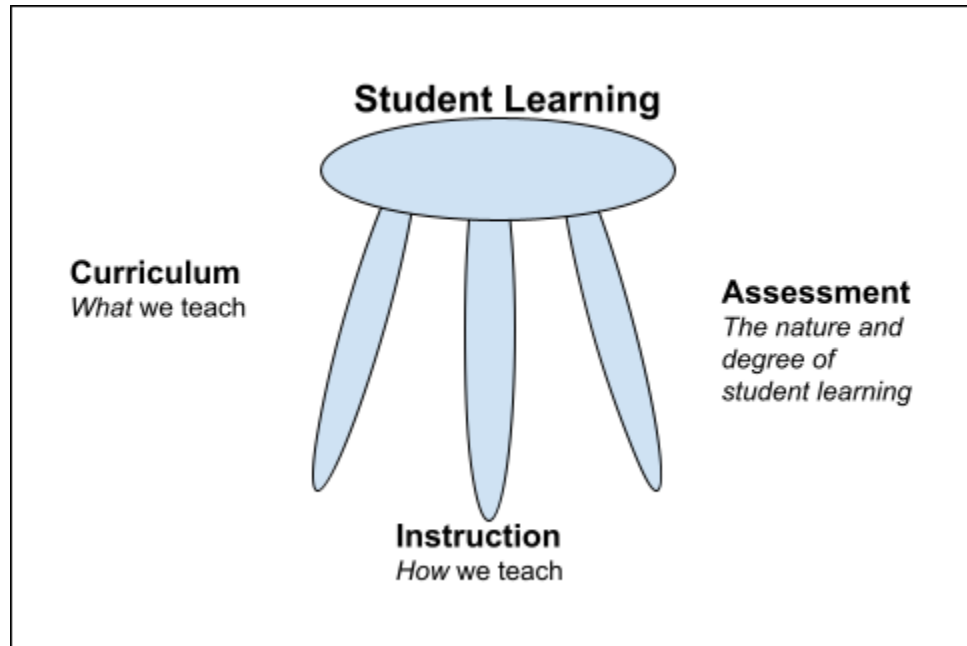 Student Learning
Curriculum
What we teach
Assessment
The nature and
degree of
student learning
Instruction
How we teach